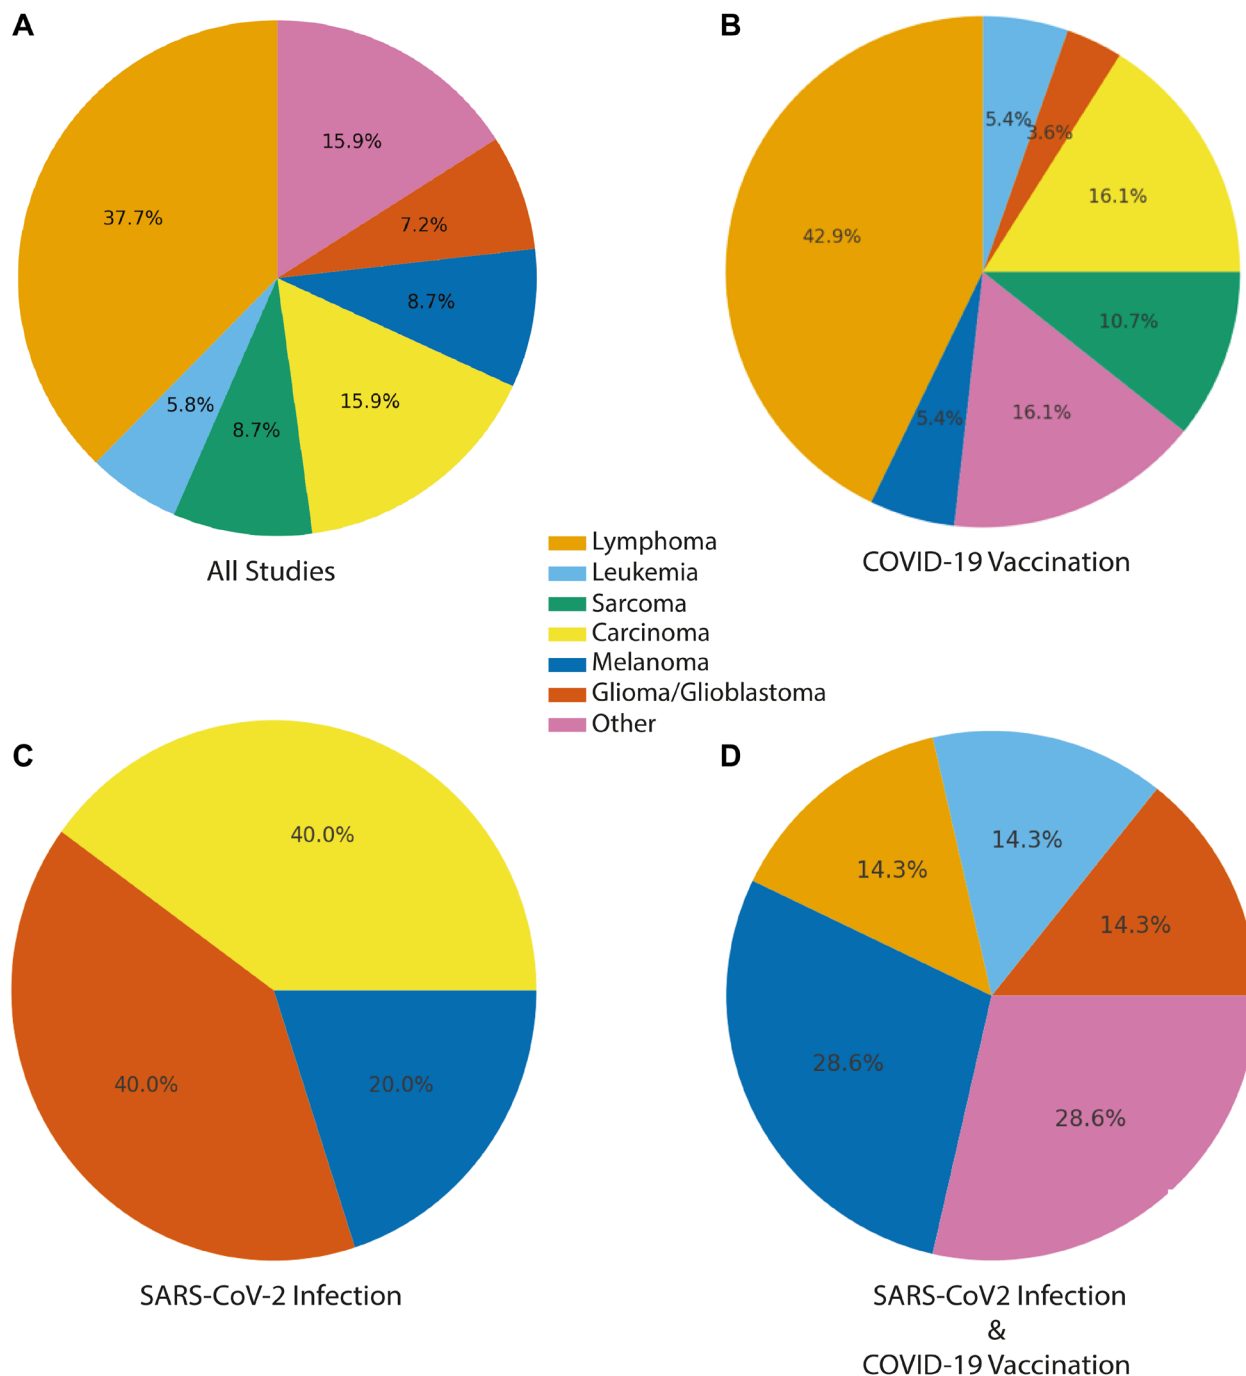 A
15.9%
37.7%
7.2%
8.7%
5.8%
15.9%
8.7%
All Studies
B
5.4%
3.6%
16.1%
42.9%
10.7%
5.4%
16.1%
COVID-19 Vaccination
Lymphoma
Leukemia
Sarcoma
Carcinoma
Melanoma
Glioma/Glioblastoma
Other
C
40.0%
40.0%
20.0%
SARS-CoV-2 Infection
D
14.3%
14.3%
14.3%
28.6%
28.6%
SARS-CoV2 Infection
&
COVID-19 Vaccination